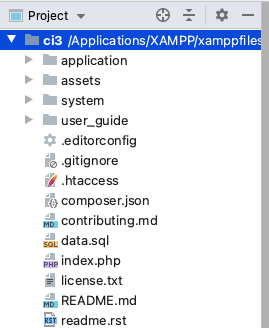 Project
ci3 /Applications/XAMPP/xamppfiles
application
assets
system
user_guide
.editorconfig
.gitignore
.htaccess
composer.json
contributing.md
data.sql
index.php
license.txt
README.md
readme.rst